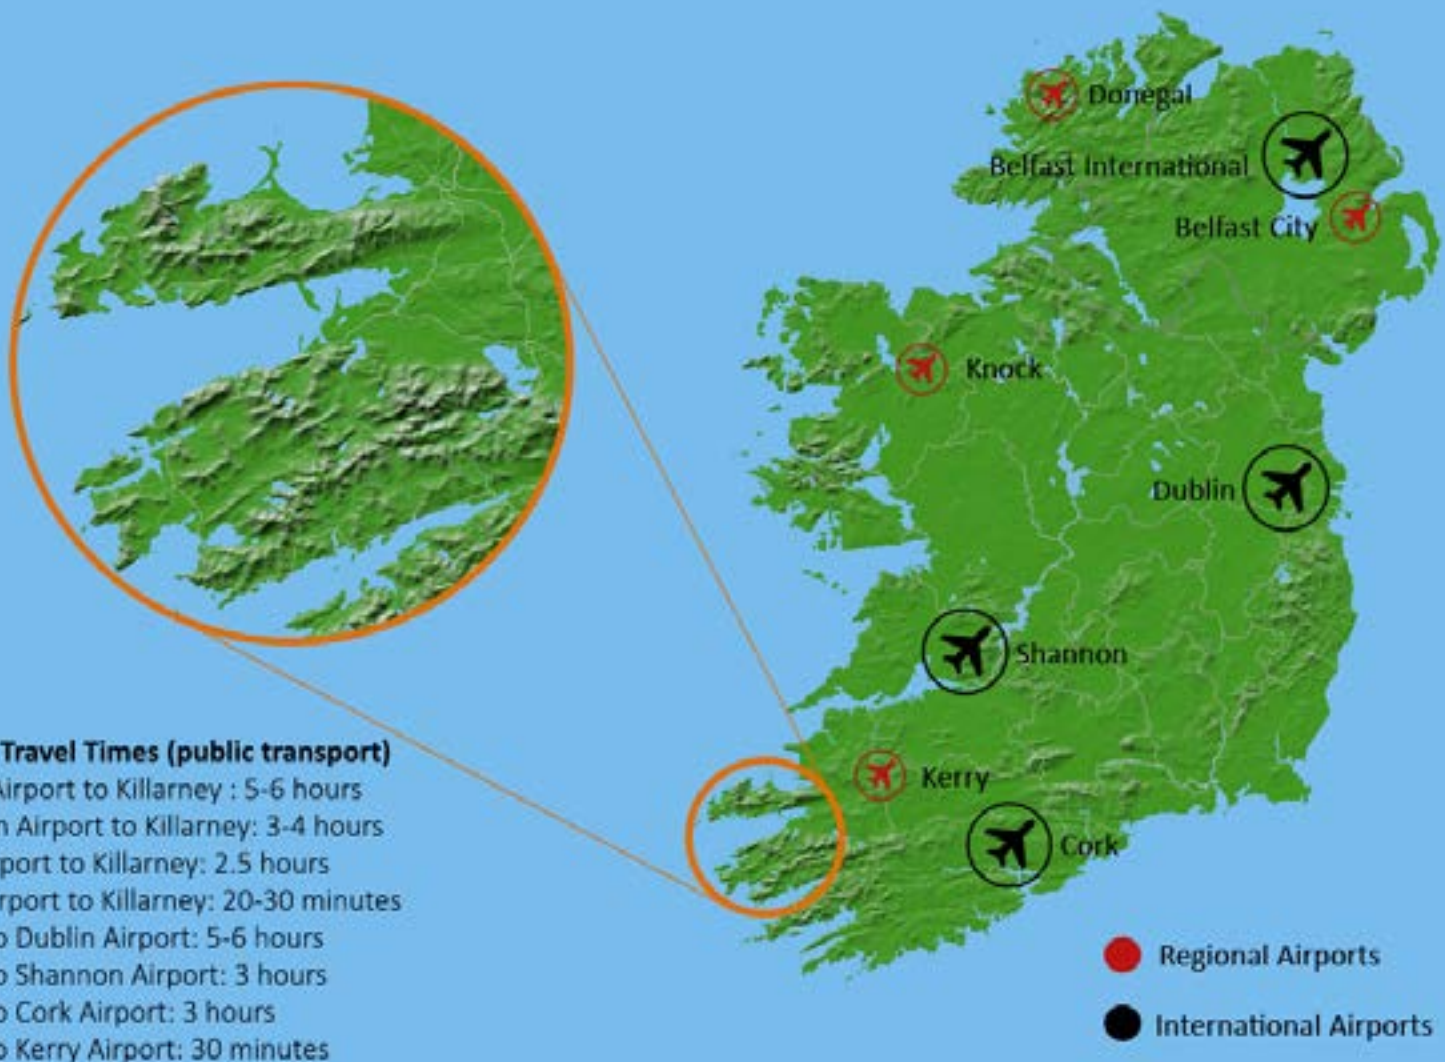 Donegal
Belfast International
Belfast City
Knock
Dublin
Shannon
Kerry
Cork
Travel Times (public transport)
Airport to Killarney : 5-6 hours
n Airport to Killarney: 3-4 hours
port to Killarney: 2.5 hours
irport to Killarney: 20-30 minutes
o Dublin Airport: 5-6 hours
o Shannon Airport: 3 hours
o Cork Airport: 3 hours
o Kerry Airport: 30 minutes
Regional Airports
International Airports